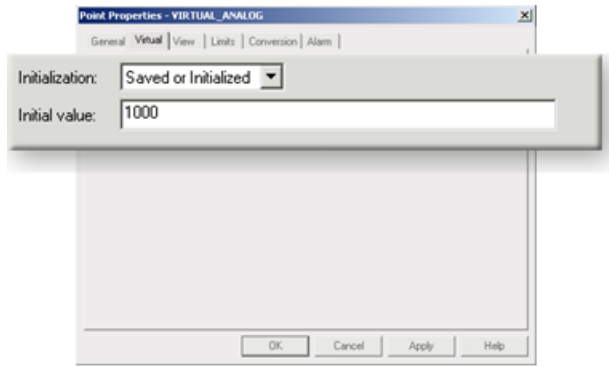 Point Properties - VIRTUAL_ANALOG
General Virtual View Limits Conversion Alarm
Initialization: Saved or Initialized
Initial value: 1000
OK Cancel Apply Help